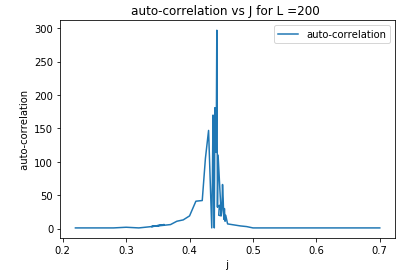 auto-correlation vs J for L =200
auto-correlation
300
250
200
150
100
50
0
auto-correlation
0.2 0.3 0.4 0.5 0.6 0.7
j